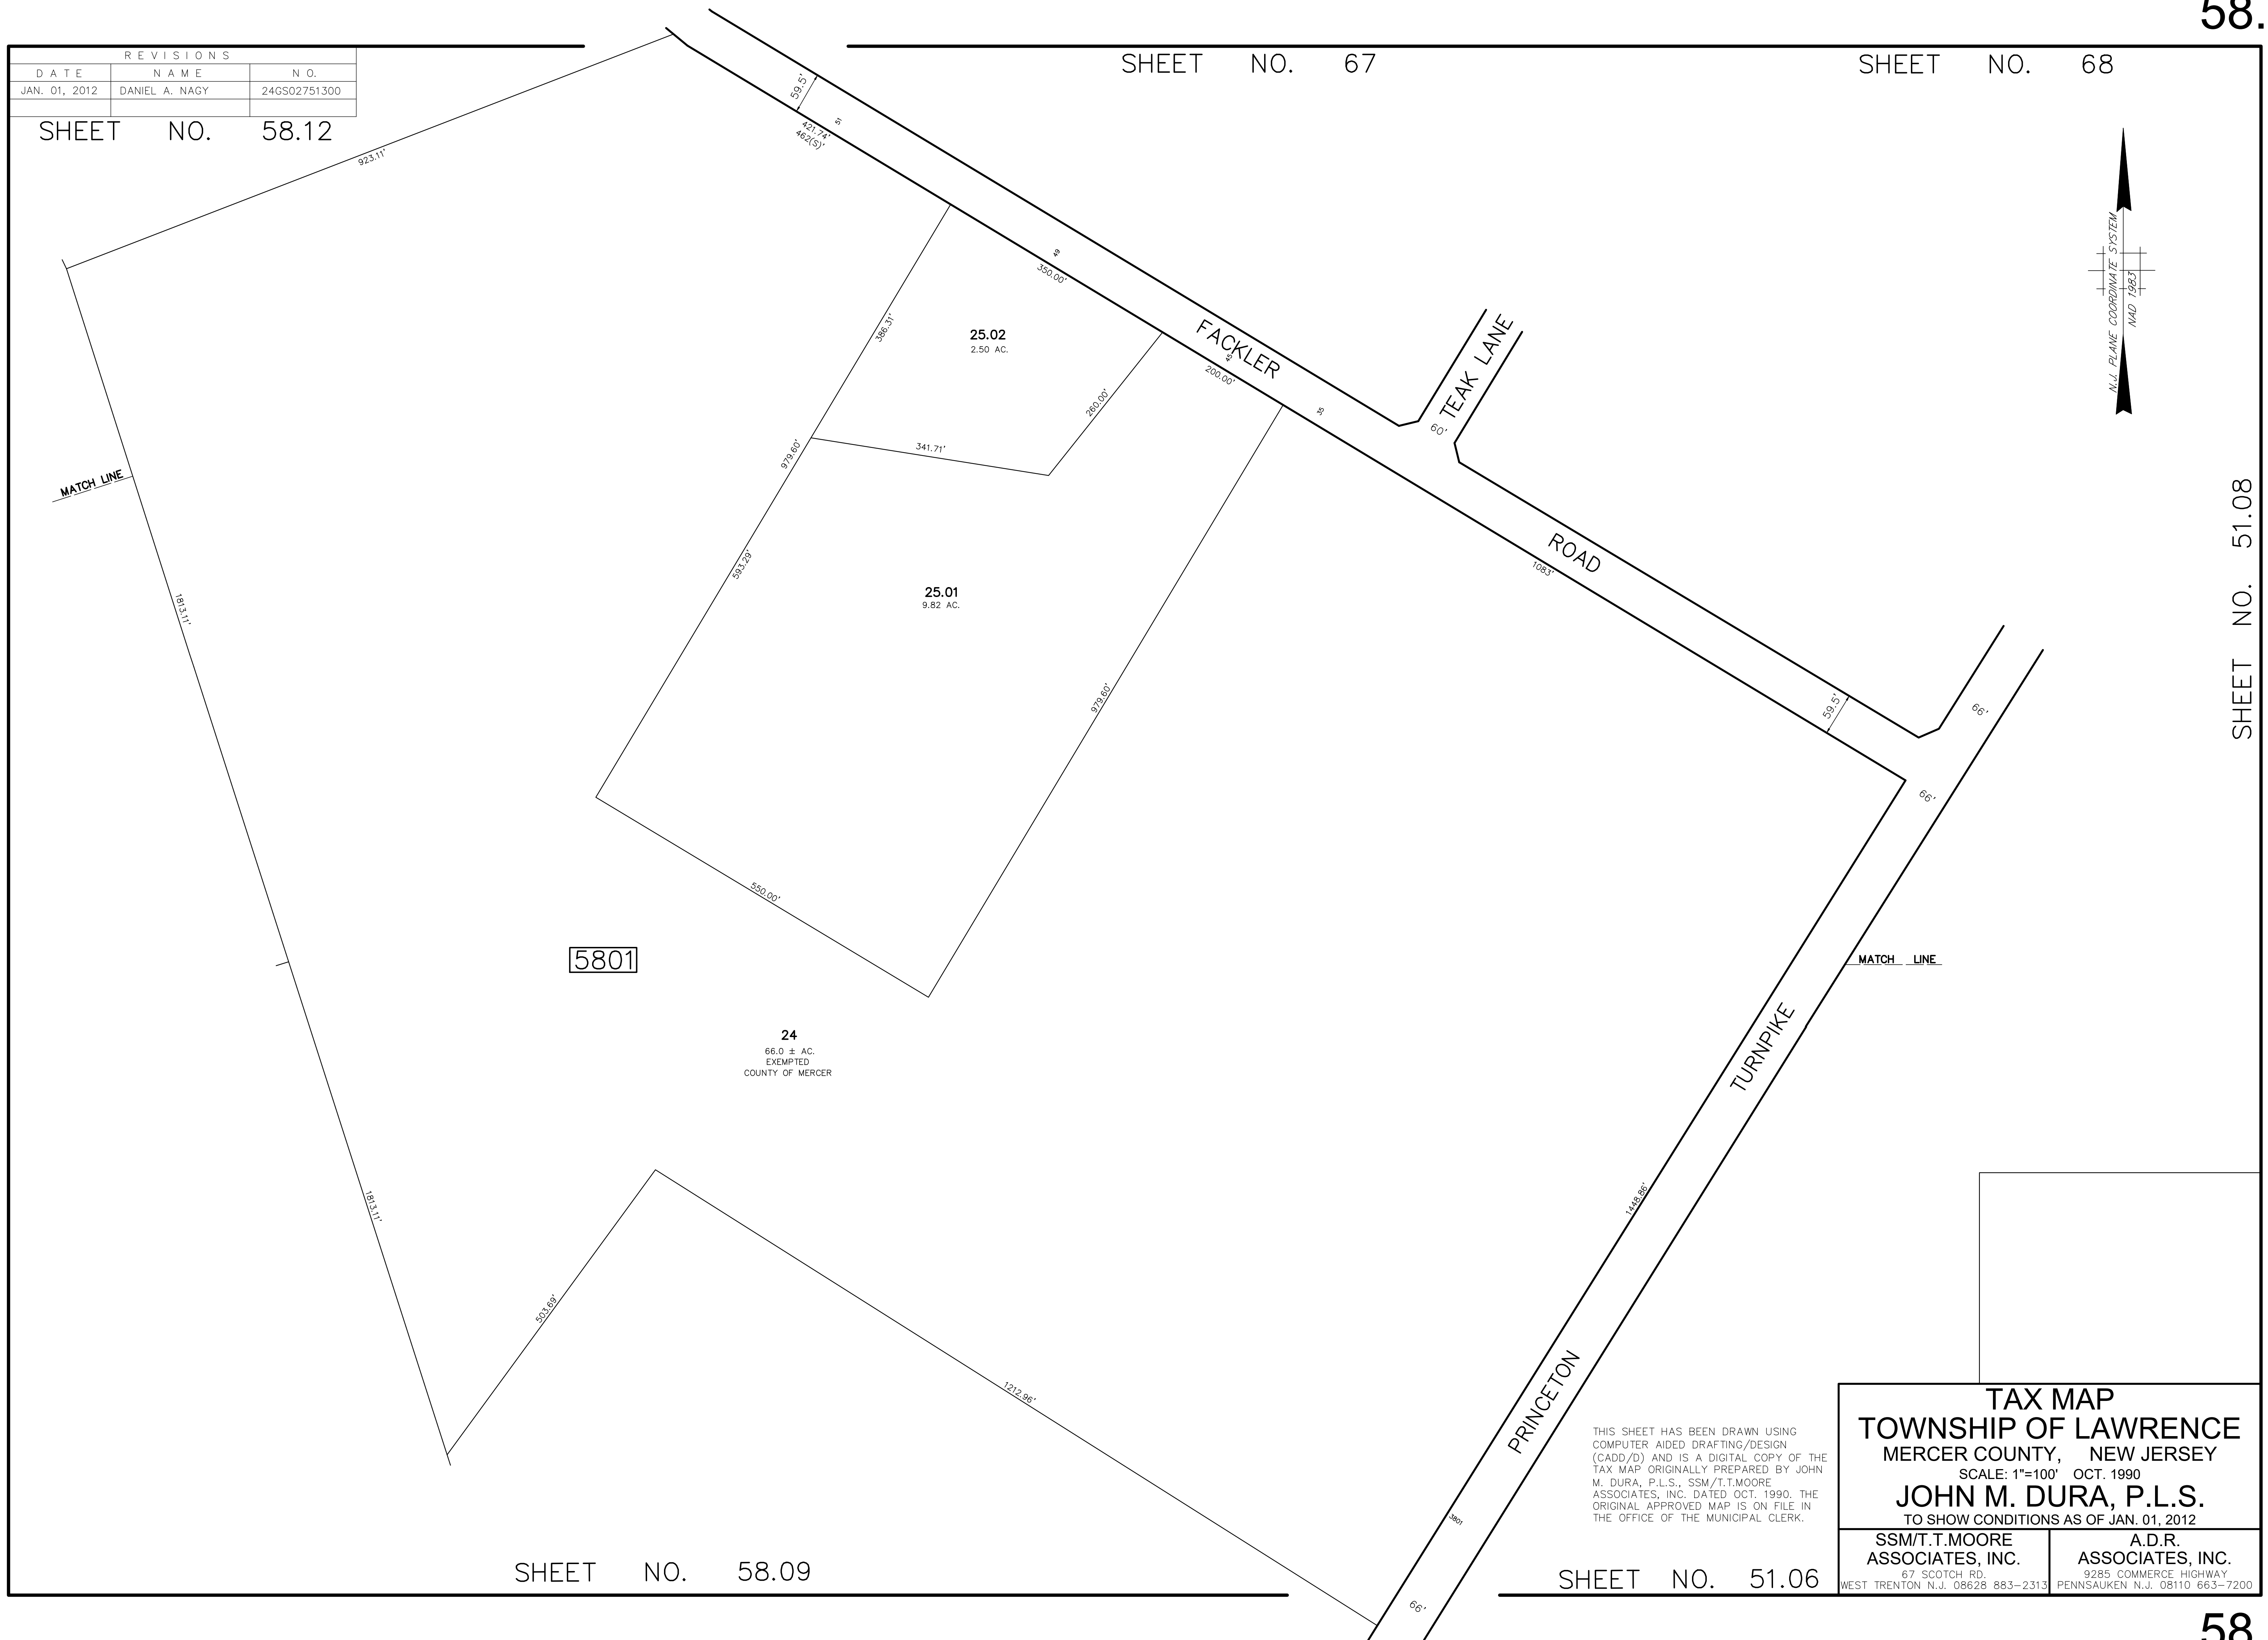 58.
REVISIONS
DATE NAME NO.
JAN. 01, 2012 DANIEL A. NAGY 24GS02751300
SHEET NO. 58.12
SHEET NO. 67
SHEET NO. 68
923.11'
59.5'
51
421.74'
462(S)'
49
350.00'
386.31'
25.02
2.50 AC.
260.00'
341.71'
979.60'
FACKLER
45
200.00'
35
TEAK LANE
60'
N.J. PLANE COORDINATE SYSTEM
NAD 1983
MATCH LINE
SHEET NO. 51.08
593.29'
25.01
9.82 AC.
979.60'
ROAD
1083'
1813.11'
59.5'
66'
66'
550.00'
5801
MATCH LINE
24
66.0 ± AC.
EXEMPTED
COUNTY OF MERCER
TURNPIKE
1813.11'
1448.86'
503.69'
1212.96'
PRINCETON
3801
66'
THIS SHEET HAS BEEN DRAWN USING
COMPUTER AIDED DRAFTING/DESIGN
(CADD/D) AND IS A DIGITAL COPY OF THE
TAX MAP ORIGINALLY PREPARED BY JOHN
M. DURA, P.L.S., SSM/T.T.MOORE
ASSOCIATES, INC. DATED OCT. 1990. THE
ORIGINAL APPROVED MAP IS ON FILE IN
THE OFFICE OF THE MUNICIPAL CLERK.
TAX MAP
TOWNSHIP OF LAWRENCE
MERCER COUNTY, NEW JERSEY
SCALE: 1"=100' OCT. 1990
JOHN M. DURA, P.L.S.
TO SHOW CONDITIONS AS OF JAN. 01, 2012
SSM/T.T.MOORE
ASSOCIATES, INC.
67 SCOTCH RD.
WEST TRENTON N.J. 08628 883-2313
A.D.R.
ASSOCIATES, INC.
9285 COMMERCE HIGHWAY
PENNSAUKEN N.J. 08110 663-7200
SHEET NO. 58.09
SHEET NO. 51.06
58